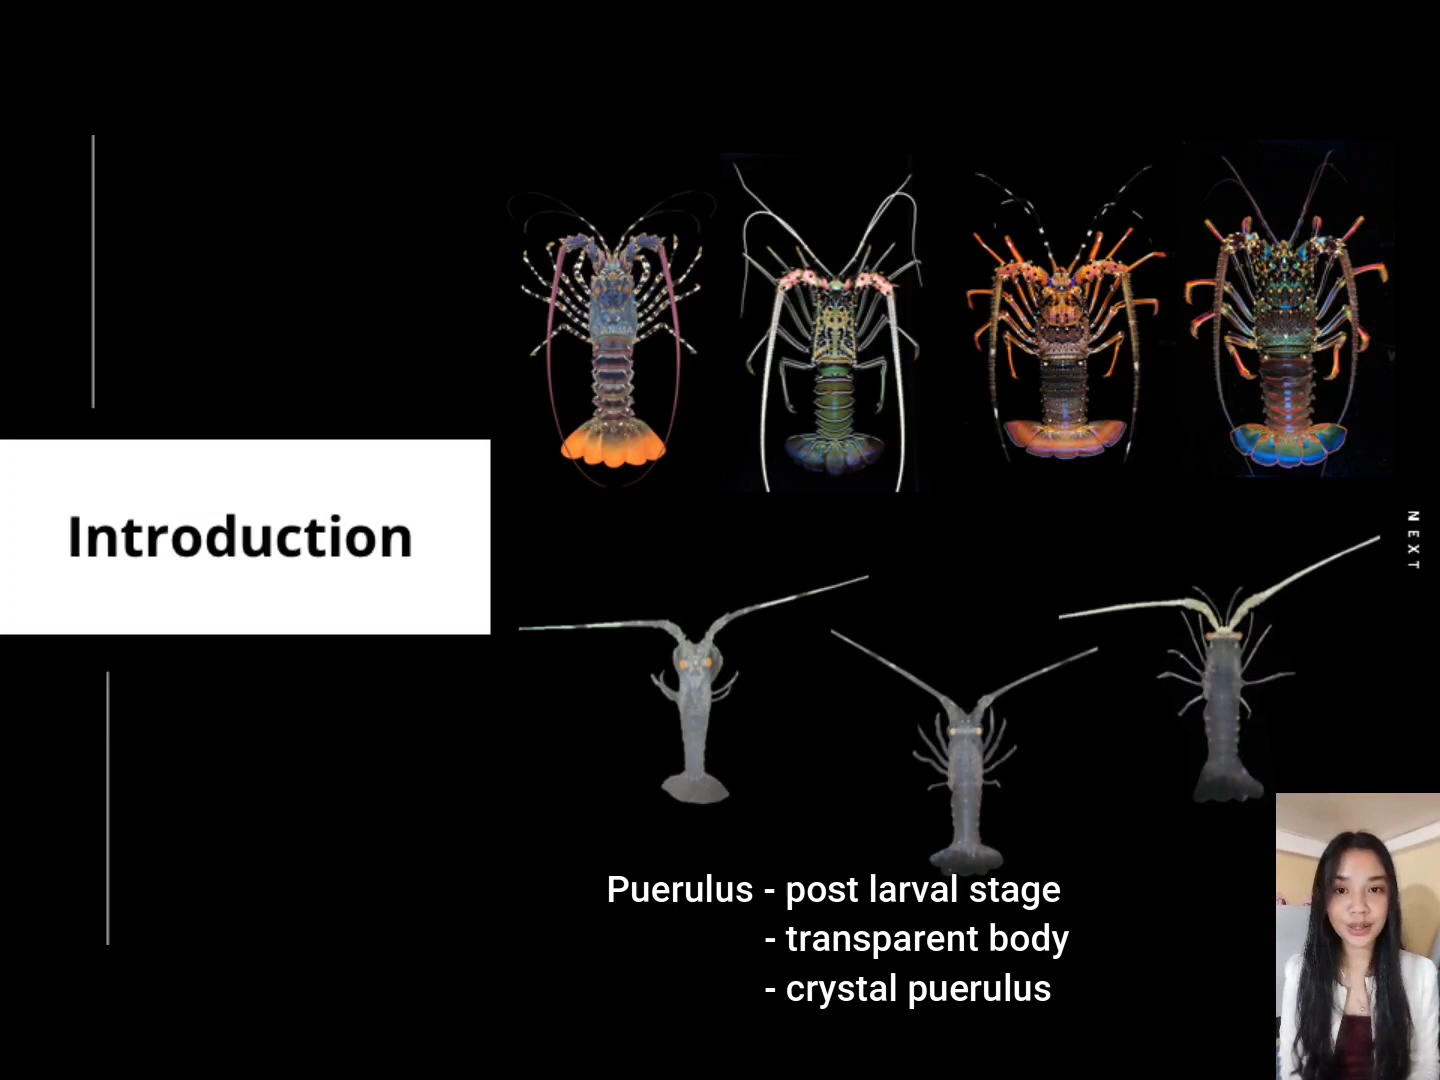 Introduction
NEXT
Puerulus - post larval stage
- transparent body
- crystal puerulus